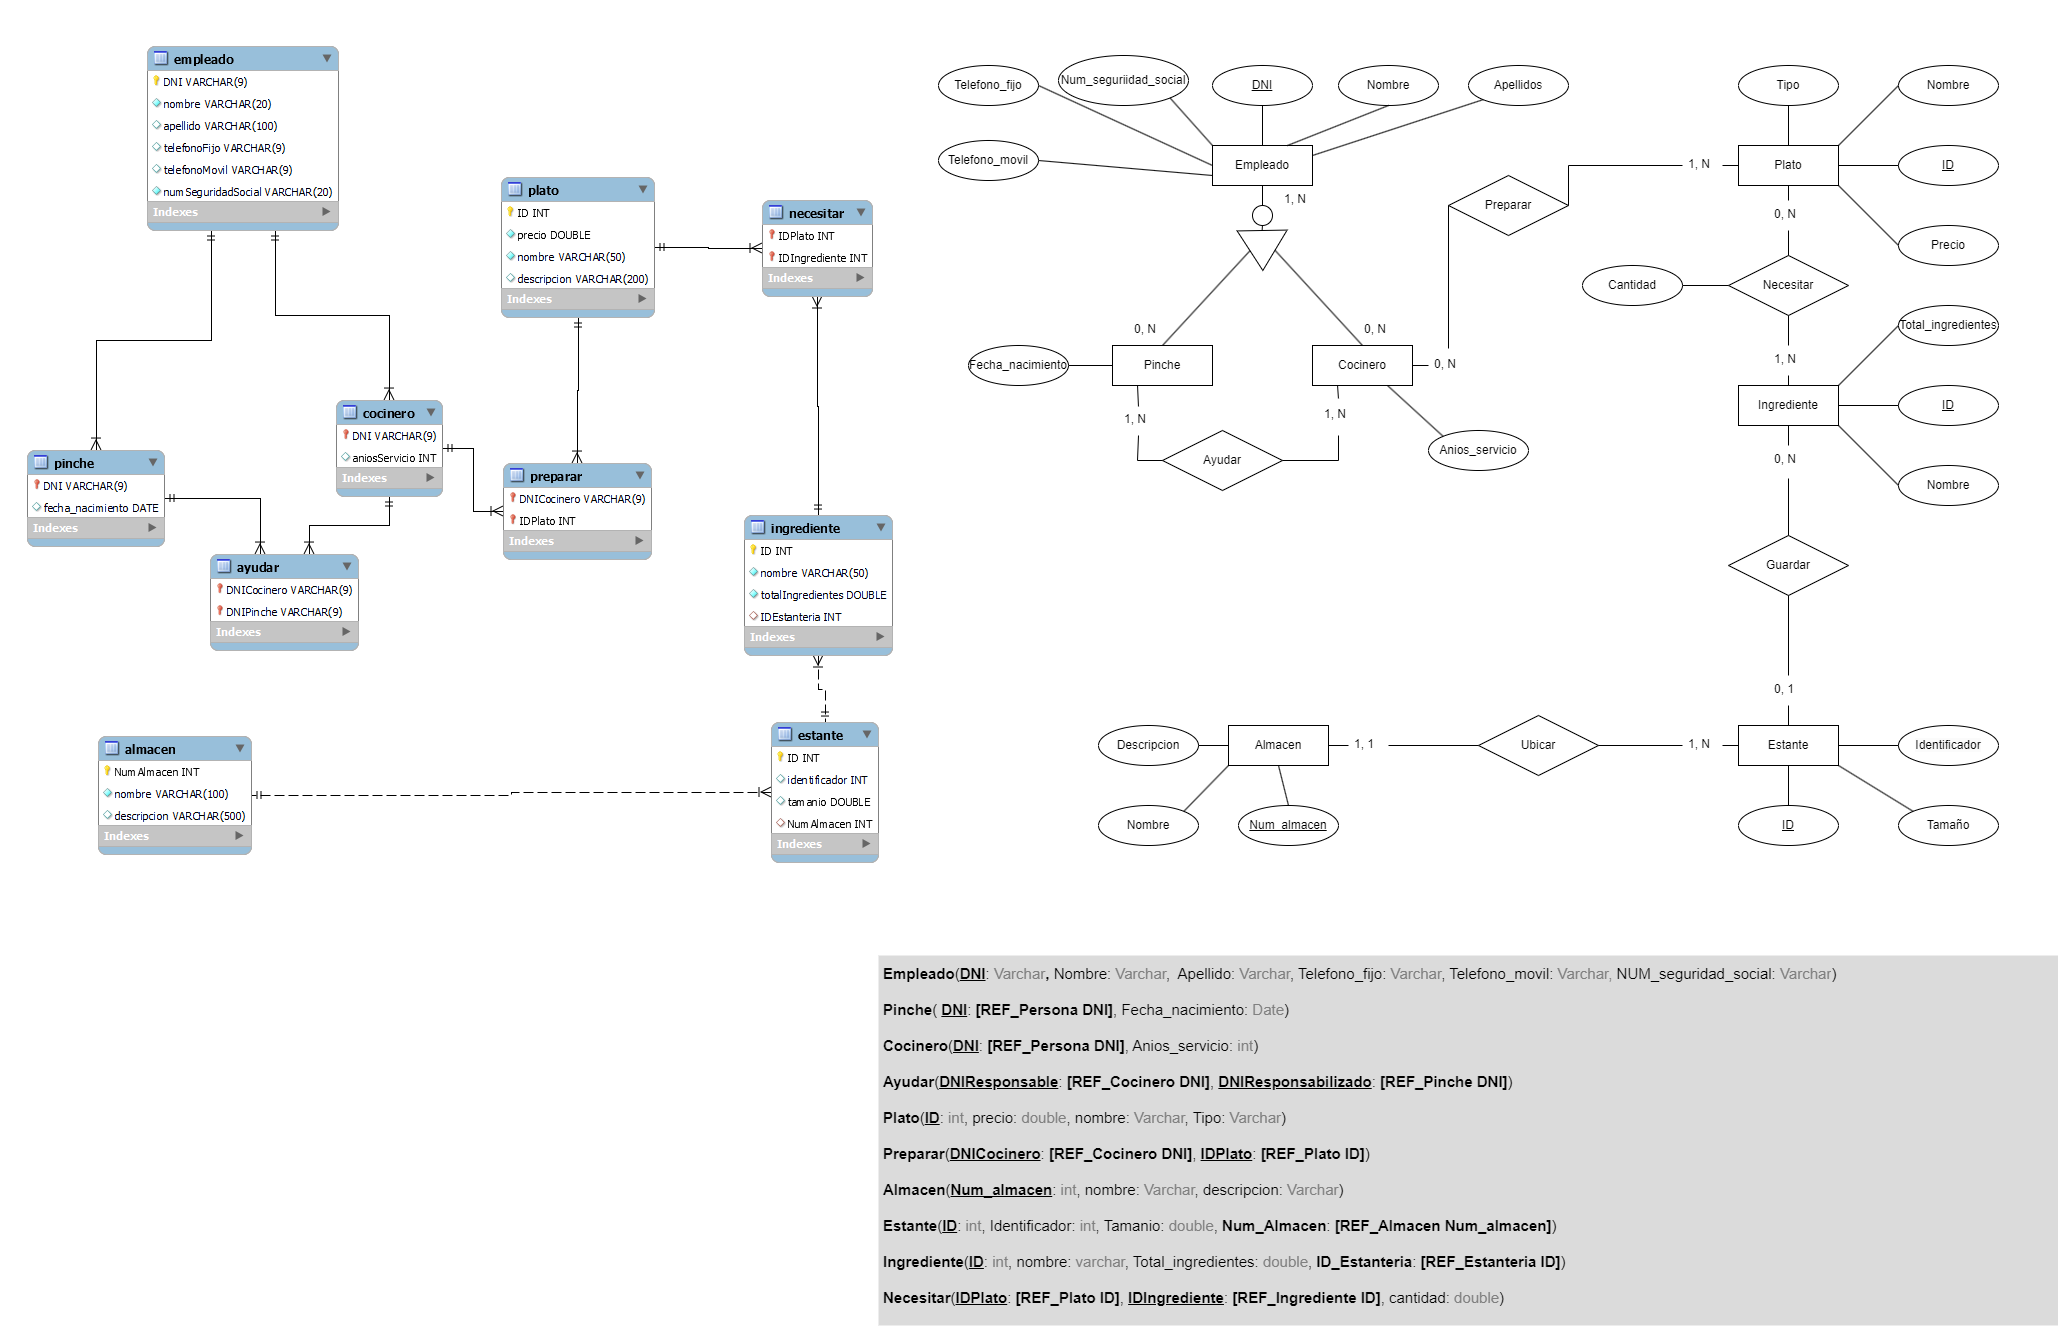 empleado
DNI VARCHAR(9)
nombre VARCHAR(20)
apellido VARCHAR(100)
telefonoFijo VARCHAR(9)
telefonoMovil VARCHAR(9)
numSeguridadSocial VARCHAR(20)
Indexes
plato
ID INT
precio DOUBLE
nombre VARCHAR(50)
descripcion VARCHAR(200)
Indexes
necesitar
IDPlato INT
IDIngrediente INT
Indexes
cocinero
DNI VARCHAR(9)
aniosServicio INT
Indexes
pinche
DNI VARCHAR(9)
fecha_nacimiento DATE
Indexes
preparar
DNICocinero VARCHAR(9)
IDPlato INT
Indexes
ayudar
DNICocinero VARCHAR(9)
DNIPinche VARCHAR(9)
Indexes
ingrediente
ID INT
nombre VARCHAR(50)
totalIngredientes DOUBLE
IDEstanteria INT
Indexes
almacen
NumAlmacen INT
nombre VARCHAR(100)
descripcion VARCHAR(500)
Indexes
estante
ID INT
identificador INT
tamanio DOUBLE
NumAlmacen INT
Indexes
Telefono_fijo
Num_seguriidad_social
DNI
Nombre
Apellidos
Telefono_movil
Empleado
1, N
Preparar
1, N
Tipo
Nombre
Plato
ID
Precio
0, N
Cantidad
Necesitar
1, N
Total_ingredientes
Ingrediente
ID
Nombre
0, N
0, N
0, N
Fecha_nacimiento
Pinche
Cocinero
0, N
1, N
1, N
Ayudar
Anios_servicio
Guardar
0, 1
Descripcion
Almacen
1, 1
Ubicar
1, N
Estante
Identificador
Nombre
Num_almacen
ID
Tamaño
Empleado(DNI: Varchar, Nombre: Varchar, Apellido: Varchar, Telefono_fijo: Varchar, Telefono_movil: Varchar, NUM_seguridad_social: Varchar)
Pinche( DNI: [REF_Persona DNI], Fecha_nacimiento: Date)
Cocinero(DNI: [REF_Persona DNI], Anios_servicio: int)
Ayudar(DNIResponsable: [REF_Cocinero DNI], DNIResponsabilizado: [REF_Pinche DNI])
Plato(ID: int, precio: double, nombre: Varchar, Tipo: Varchar)
Preparar(DNICocinero: [REF_Cocinero DNI], IDPlato: [REF_Plato ID])
Almacen(Num_almacen: int, nombre: Varchar, descripcion: Varchar)
Estante(ID: int, Identificador: int, Tamanio: double, Num_Almacen: [REF_Almacen Num_almacen])
Ingrediente(ID: int, nombre: varchar, Total_ingredientes: double, ID_Estanteria: [REF_Estanteria ID])
Necesitar(IDPlato: [REF_Plato ID], IDIngrediente: [REF_Ingrediente ID], cantidad: double)